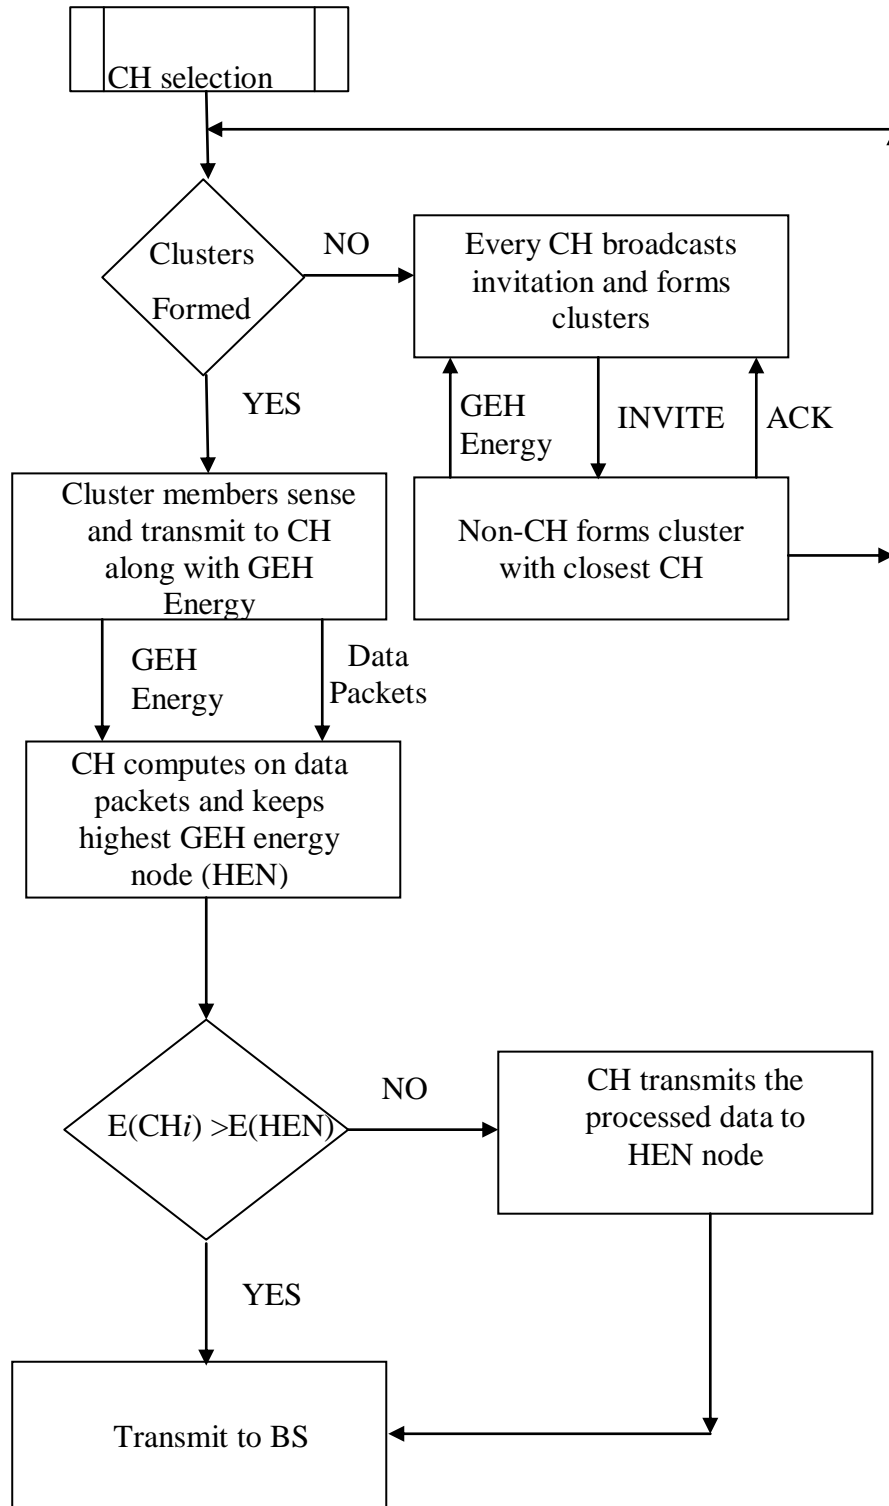 CH selection
Clusters
Formed
NO
Every CH broadcasts
invitation and forms
clusters
YES
GEH
Energy
INVITE
ACK
Cluster members sense
and transmit to CH
along with GEH
Energy
Non-CH forms cluster
with closest CH
GEH
Energy
Data
Packets
CH computes on data
packets and keeps
highest GEH energy
node (HEN)
E(CHi) >E(HEN)
NO
CH transmits the
processed data to
HEN node
YES
Transmit to BS